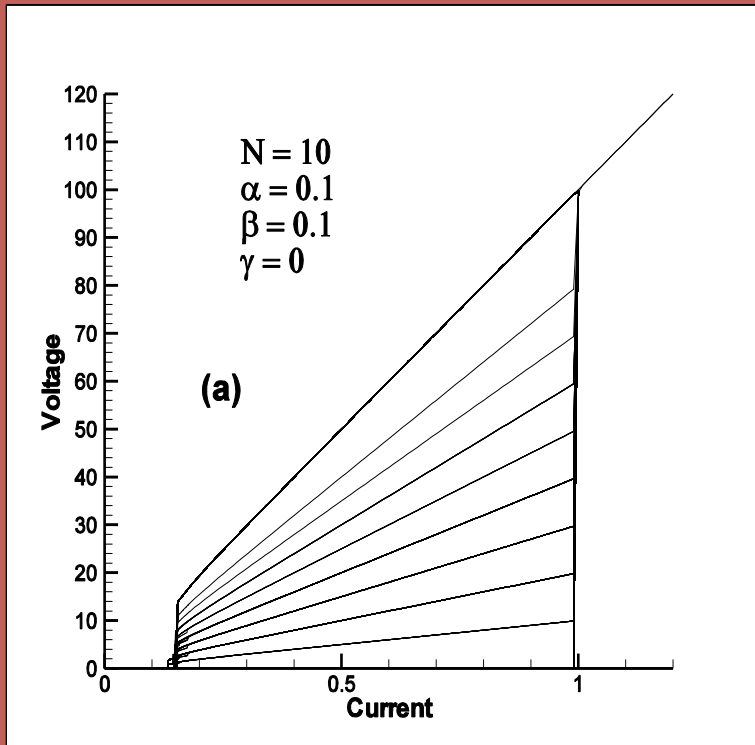 120
110
100
90
80
70
60
50
40
30
20
10
0
Voltage
N = 10
α = 0.1
β = 0.1
γ = 0
(a)
0
0.5
1
Current